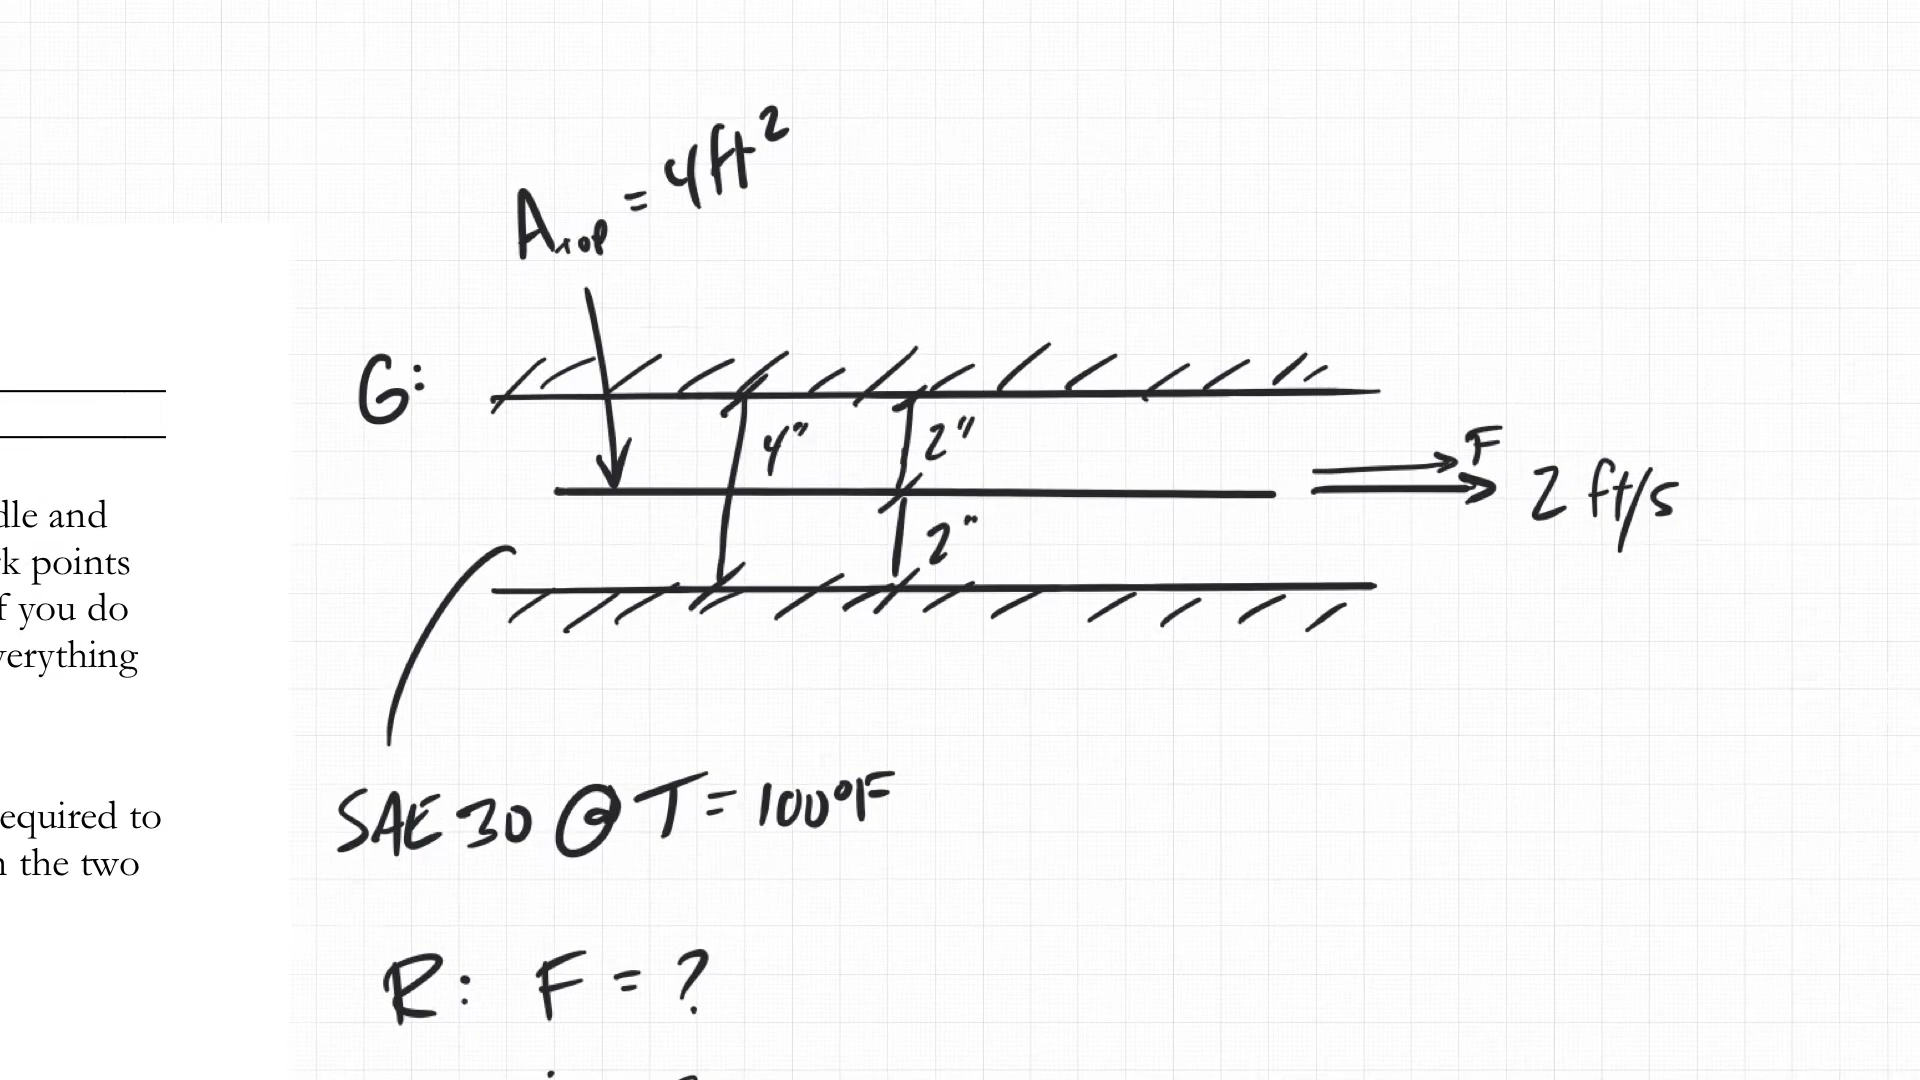 A_TOP = 4ft²
G:
4"
2"
F
2 ft/s
2"
SAE 30 @ T = 100°F
R: F = ?
dle and
k points
f you do
verything
equired to
n the two